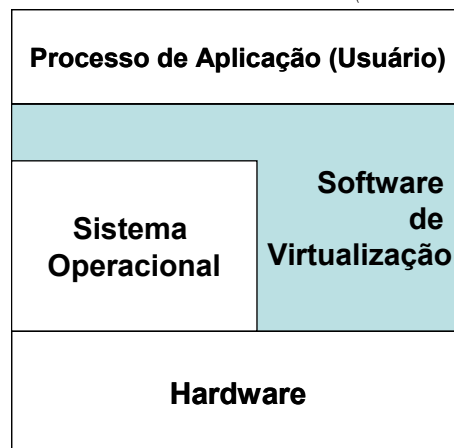 Processo de Aplicação (Usuário)
Software
de
Virtualização
Sistema
Operacional
Hardware